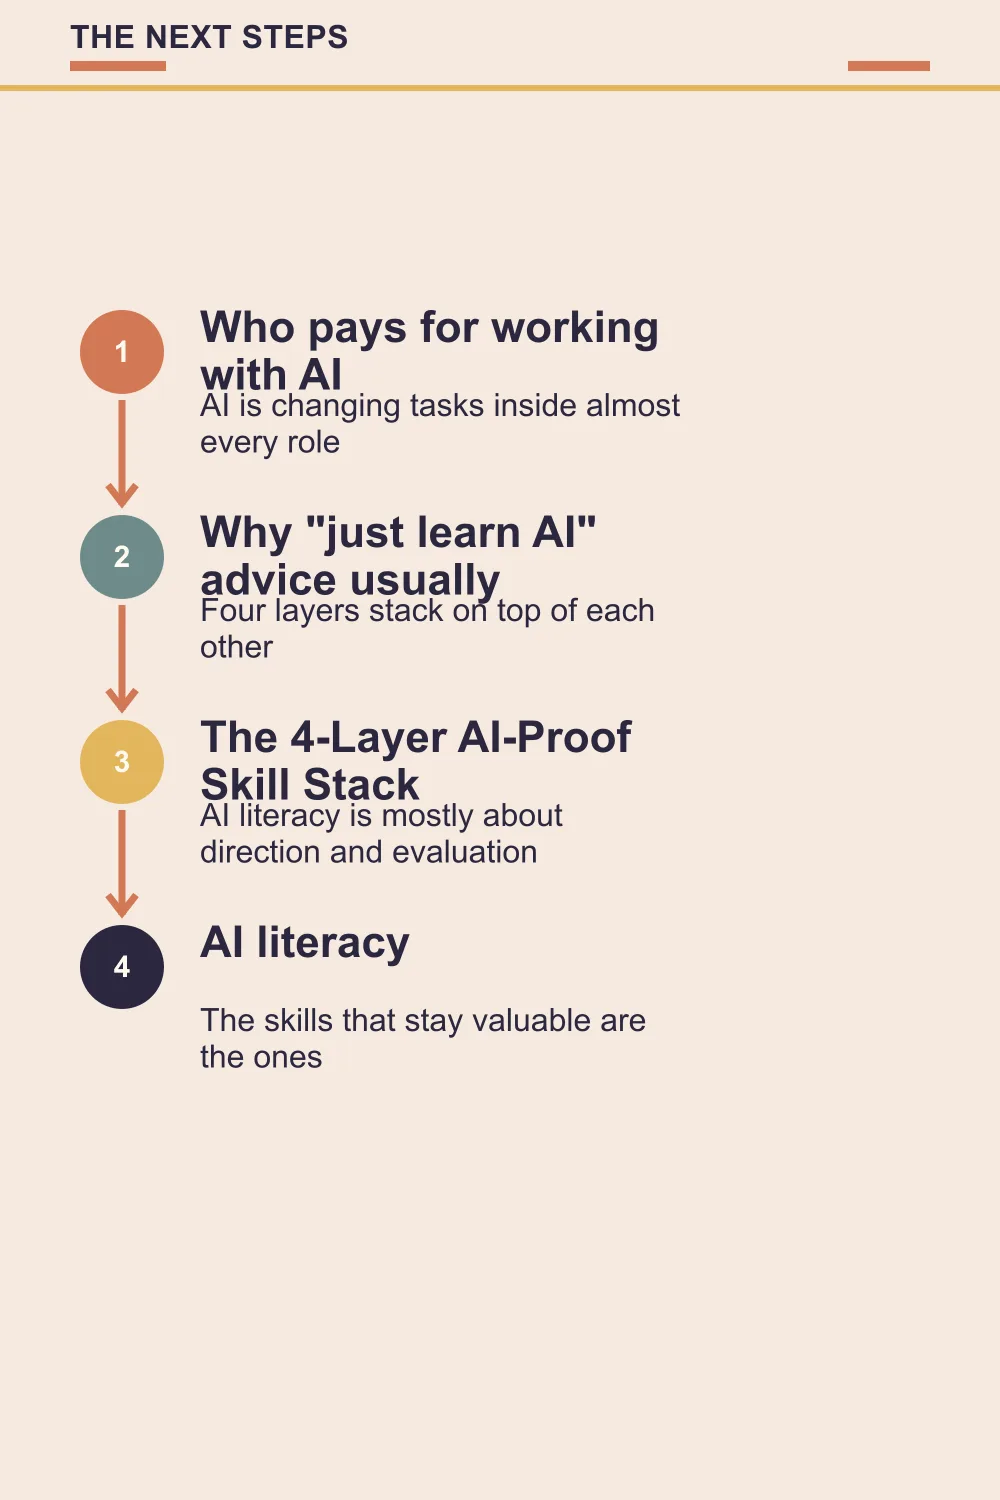 THE NEXT STEPS
1
Who pays for working
with AI
AI is changing tasks inside almost
every role
2
Why "just learn AI"
advice usually
Four layers stack on top of each
other
3
The 4-Layer AI-Proof
Skill Stack
AI literacy is mostly about
direction and evaluation
4
AI literacy
The skills that stay valuable are
the ones